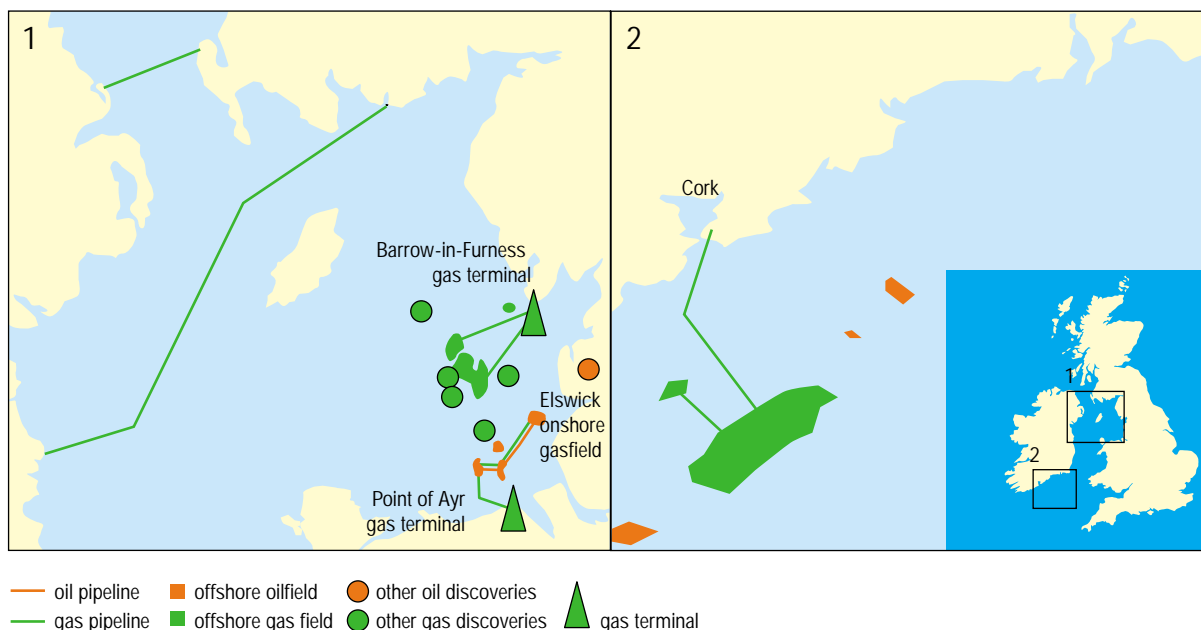 1
2
Cork
Barrow-in-Furness
gas terminal
Elswick
onshore
gasfield
Point of Ayr
gas terminal
1
2
oil pipeline
offshore oilfield
other oil discoveries
gas pipeline
offshore gas field
other gas discoveries
gas terminal